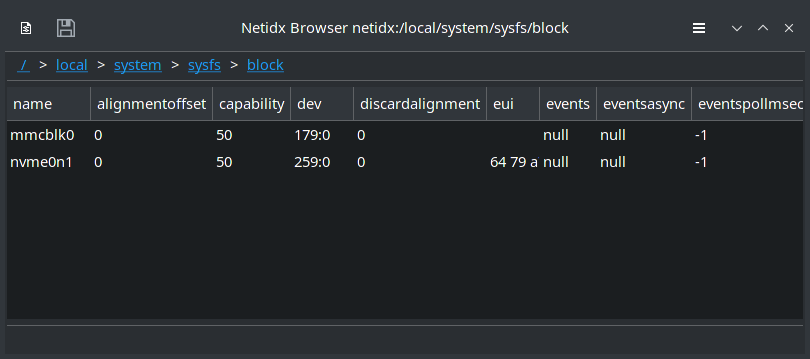 Netidx Browser netidx:/local/system/sysfs/block
/ > local > system > sysfs > block
name alignmentoffset capability dev discardalignment eui events eventsasync eventspollmsec
mmcblk0 0 50 179:0 0 null null -1
nvme0n1 0 50 259:0 0 64 79 a null null -1